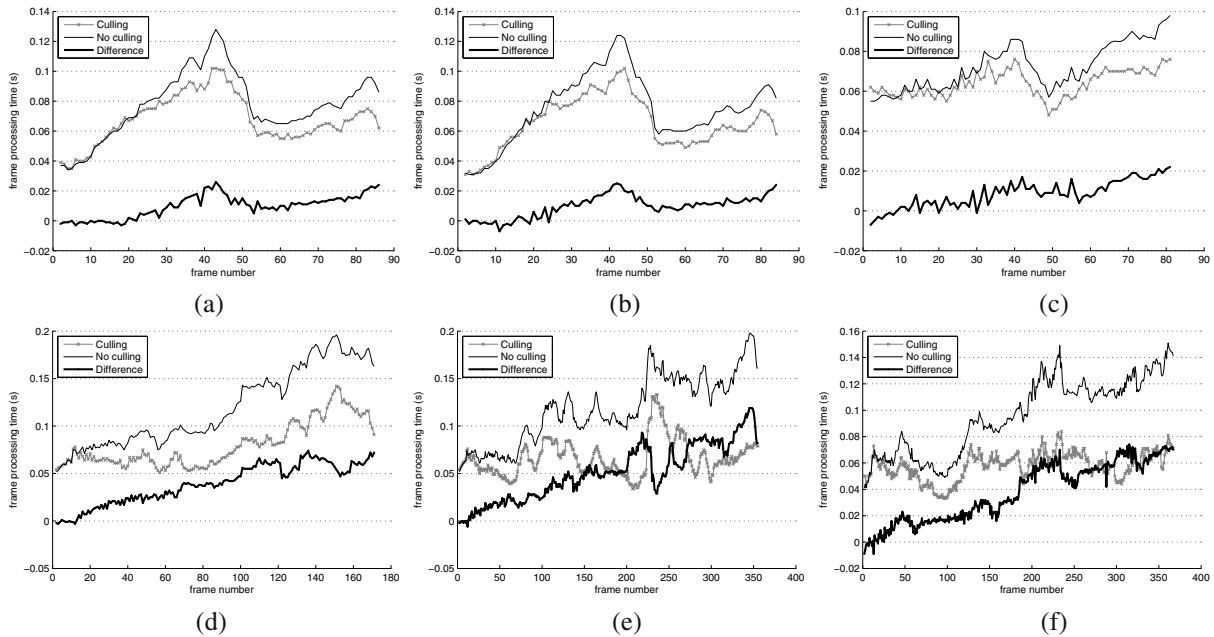 0.14
0.12
0.1
0.08
0.06
0.04
0.02
0
−0.02
frame processing time (s)
Culling
No culling
Difference
0 10 20 30 40 50 60 70 80 90
frame number
(a)
0.14
0.12
0.1
0.08
0.06
0.04
0.02
0
−0.02
frame processing time (s)
Culling
No culling
Difference
0 10 20 30 40 50 60 70 80 90
frame number
(b)
0.1
0.08
0.06
0.04
0.02
0
−0.02
frame processing time (s)
Culling
No culling
Difference
0 10 20 30 40 50 60 70 80 90
frame number
(c)
0.2
0.15
0.1
0.05
0
−0.05
frame processing time (s)
Culling
No culling
Difference
0 20 40 60 80 100 120 140 160 180
frame number
(d)
0.2
0.15
0.1
0.05
0
−0.05
frame processing time (s)
Culling
No culling
Difference
0 50 100 150 200 250 300 350 400
frame number
(e)
0.16
0.14
0.12
0.1
0.08
0.06
0.04
0.02
0
−0.02
frame processing time (s)
Culling
No culling
Difference
0 50 100 150 200 250 300 350 400
frame number
(f)